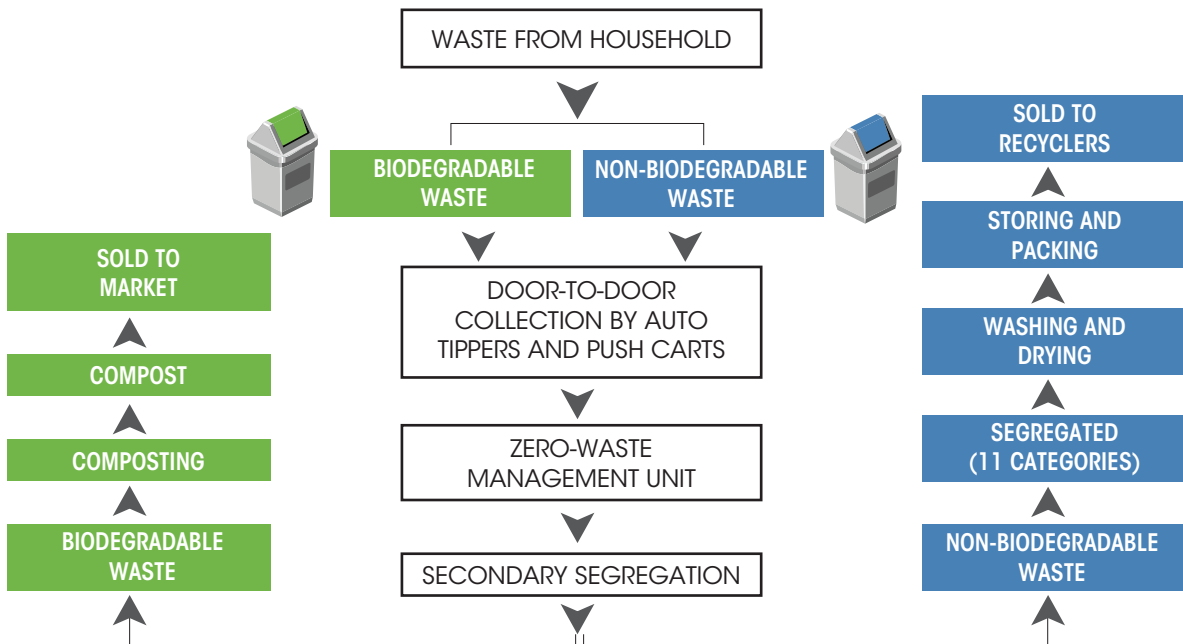 WASTE FROM HOUSEHOLD
BIODEGRADABLE
WASTE
NON-BIODEGRADABLE
WASTE
DOOR-TO-DOOR
COLLECTION BY AUTO
TIPPERS AND PUSH CARTS
ZERO-WASTE
MANAGEMENT UNIT
SECONDARY SEGREGATION
SOLD TO
MARKET
COMPOST
COMPOSTING
BIODEGRADABLE
WASTE
SOLD TO
RECYCLERS
STORING AND
PACKING
WASHING AND
DRYING
SEGREGATED
(11 CATEGORIES)
NON-BIODEGRADABLE
WASTE